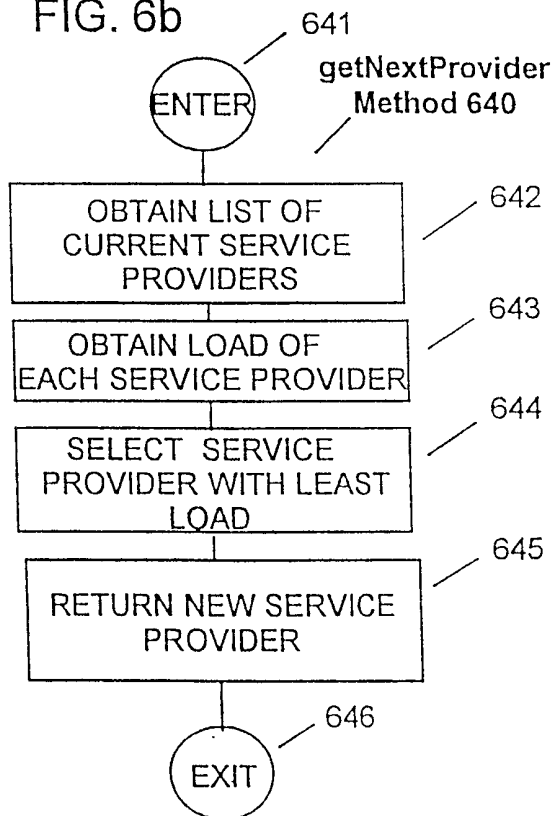 FIG. 6b
641
getNextProvider
Method 640
ENTER
OBTAIN LIST OF
CURRENT SERVICE
PROVIDERS
642
OBTAIN LOAD OF
EACH SERVICE PROVIDER
643
SELECT SERVICE
PROVIDER WITH LEAST
LOAD
644
RETURN NEW SERVICE
PROVIDER
645
EXIT
646